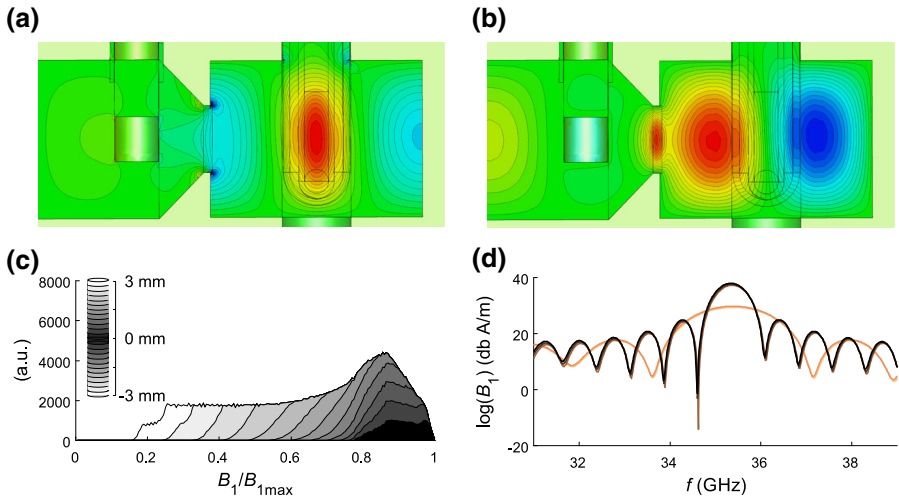 (a)
(b)
(c)
8000
6000
4000
2000
0
(a.u.)
3 mm
0 mm
-3 mm
0
0.2
0.4
0.6
0.8
1
B1/B1max
(d)
40
20
0
-20
log(B1) (db A/m)
32
34
36
38
f (GHz)